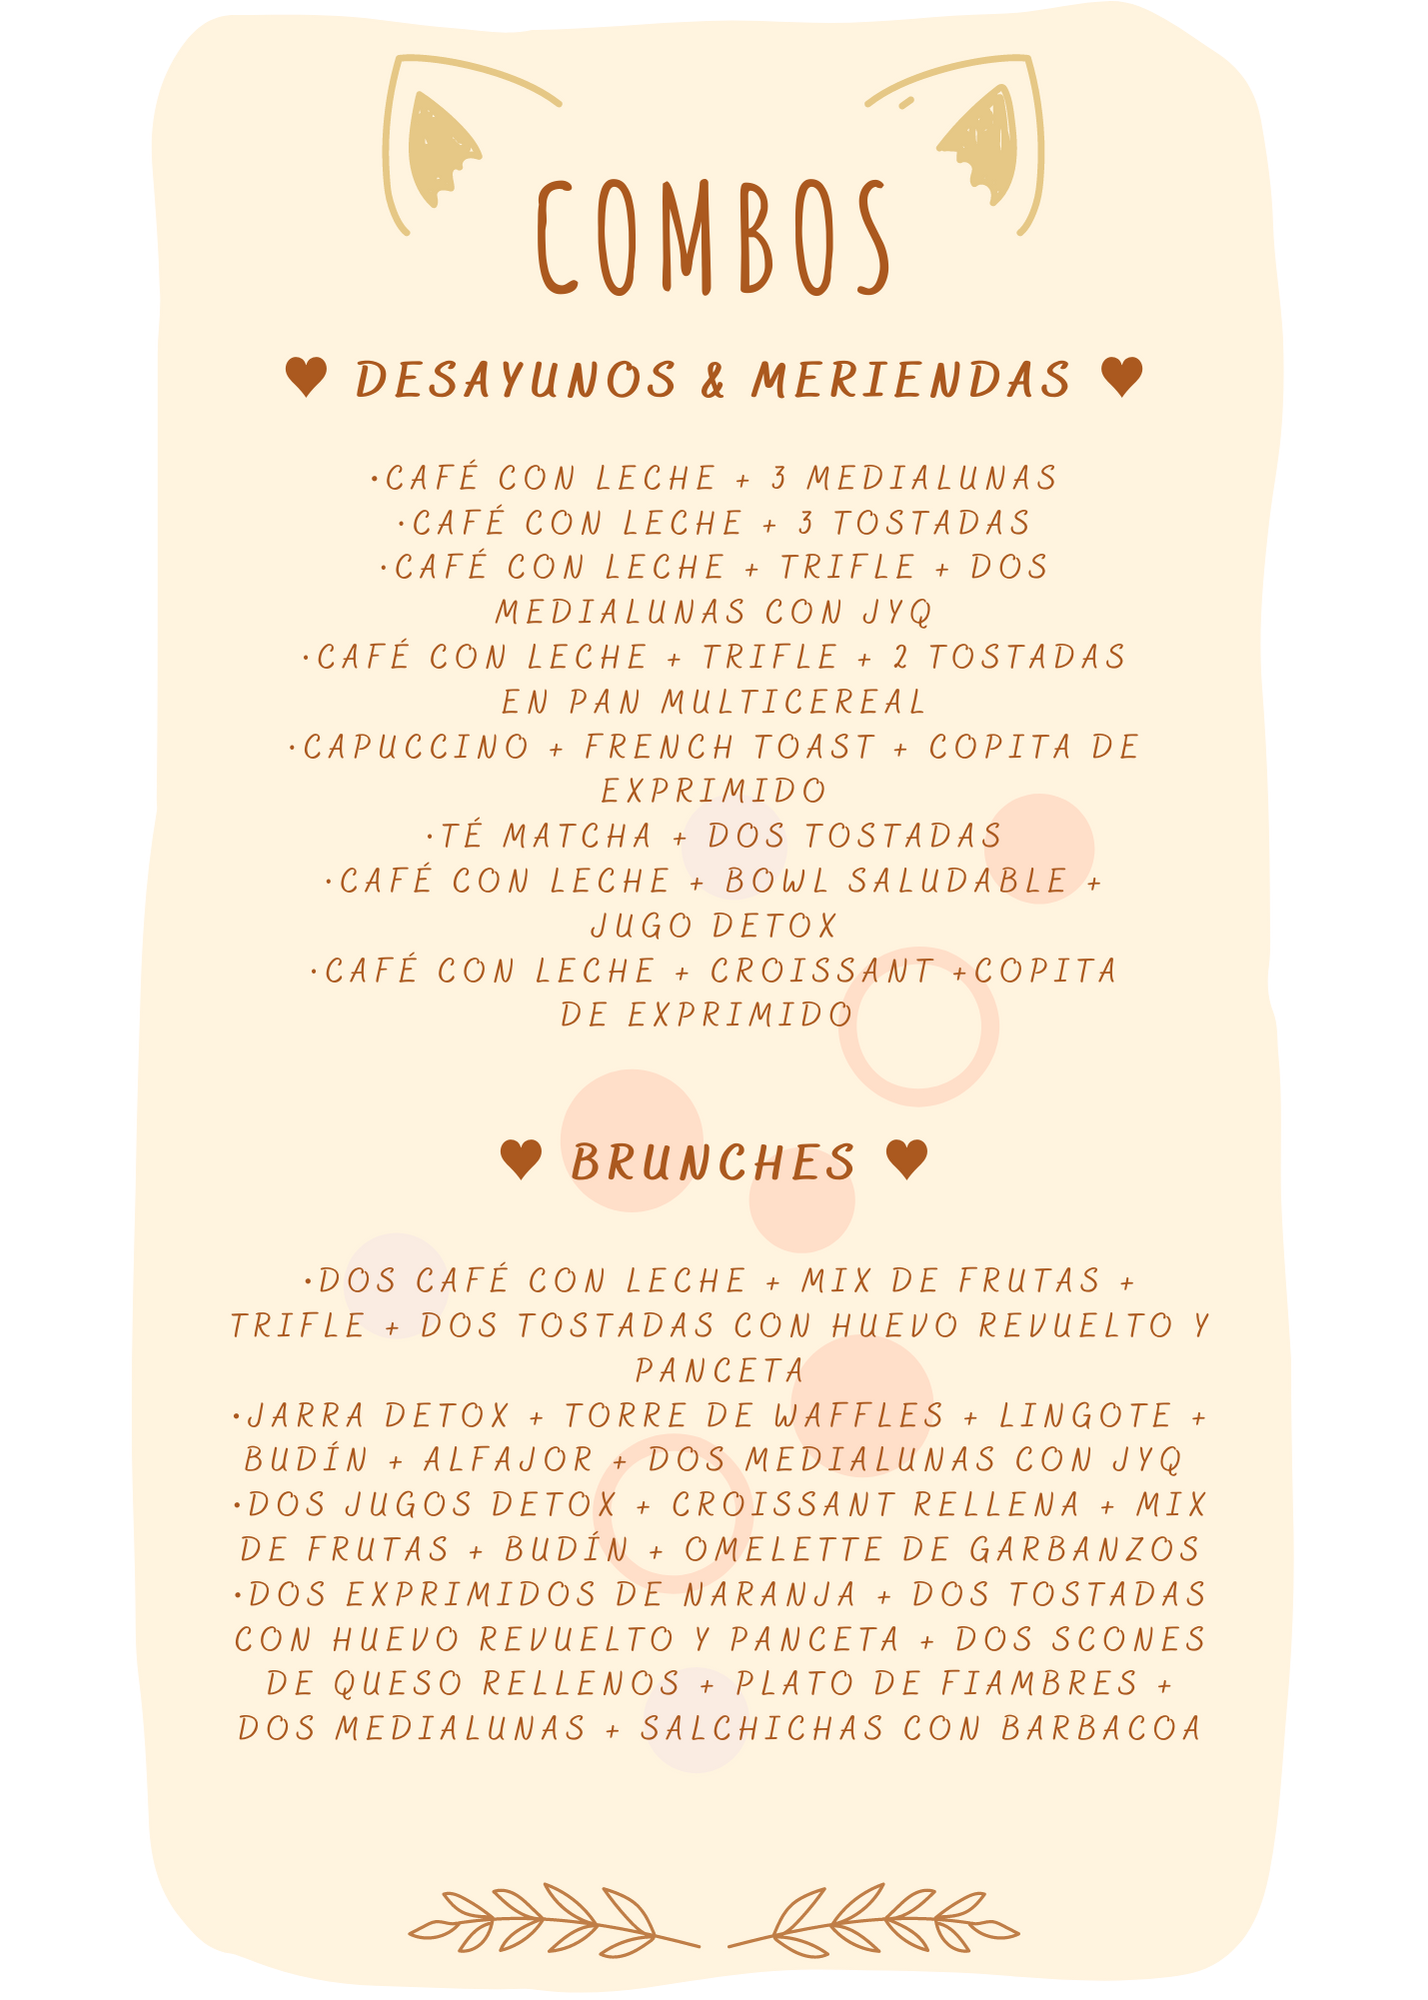 COMBOS
♥ DESAYUNOS & MERIENDAS ♥
·CAFÉ CON LECHE + 3 MEDIALUNAS
·CAFÉ CON LECHE + 3 TOSTADAS
·CAFÉ CON LECHE + TRIFLE + DOS
MEDIALUNAS CON JYQ
·CAFÉ CON LECHE + TRIFLE + 2 TOSTADAS
EN PAN MULTICEREAL
·CAPUCCINO + FRENCH TOAST + COPITA DE
EXPRIMIDO
·TÉ MATCHA + DOS TOSTADAS
·CAFÉ CON LECHE + BOWL SALUDABLE +
JUGO DETOX
·CAFÉ CON LECHE + CROISSANT +COPITA
DE EXPRIMIDO
♥ BRUNCHES ♥
·DOS CAFÉ CON LECHE + MIX DE FRUTAS +
TRIFLE + DOS TOSTADAS CON HUEVO REVUELTO Y
PANCETA
·JARRA DETOX + TORRE DE WAFFLES + LINGOTE +
BUDÍN + ALFAJOR + DOS MEDIALUNAS CON JYQ
·DOS JUGOS DETOX + CROISSANT RELLENA + MIX
DE FRUTAS + BUDÍN + OMELETTE DE GARBANZOS
·DOS EXPRIMIDOS DE NARANJA + DOS TOSTADAS
CON HUEVO REVUELTO Y PANCETA + DOS SCONES
DE QUESO RELLENOS + PLATO DE FIAMBRES +
DOS MEDIALUNAS + SALCHICHAS CON BARBACOA